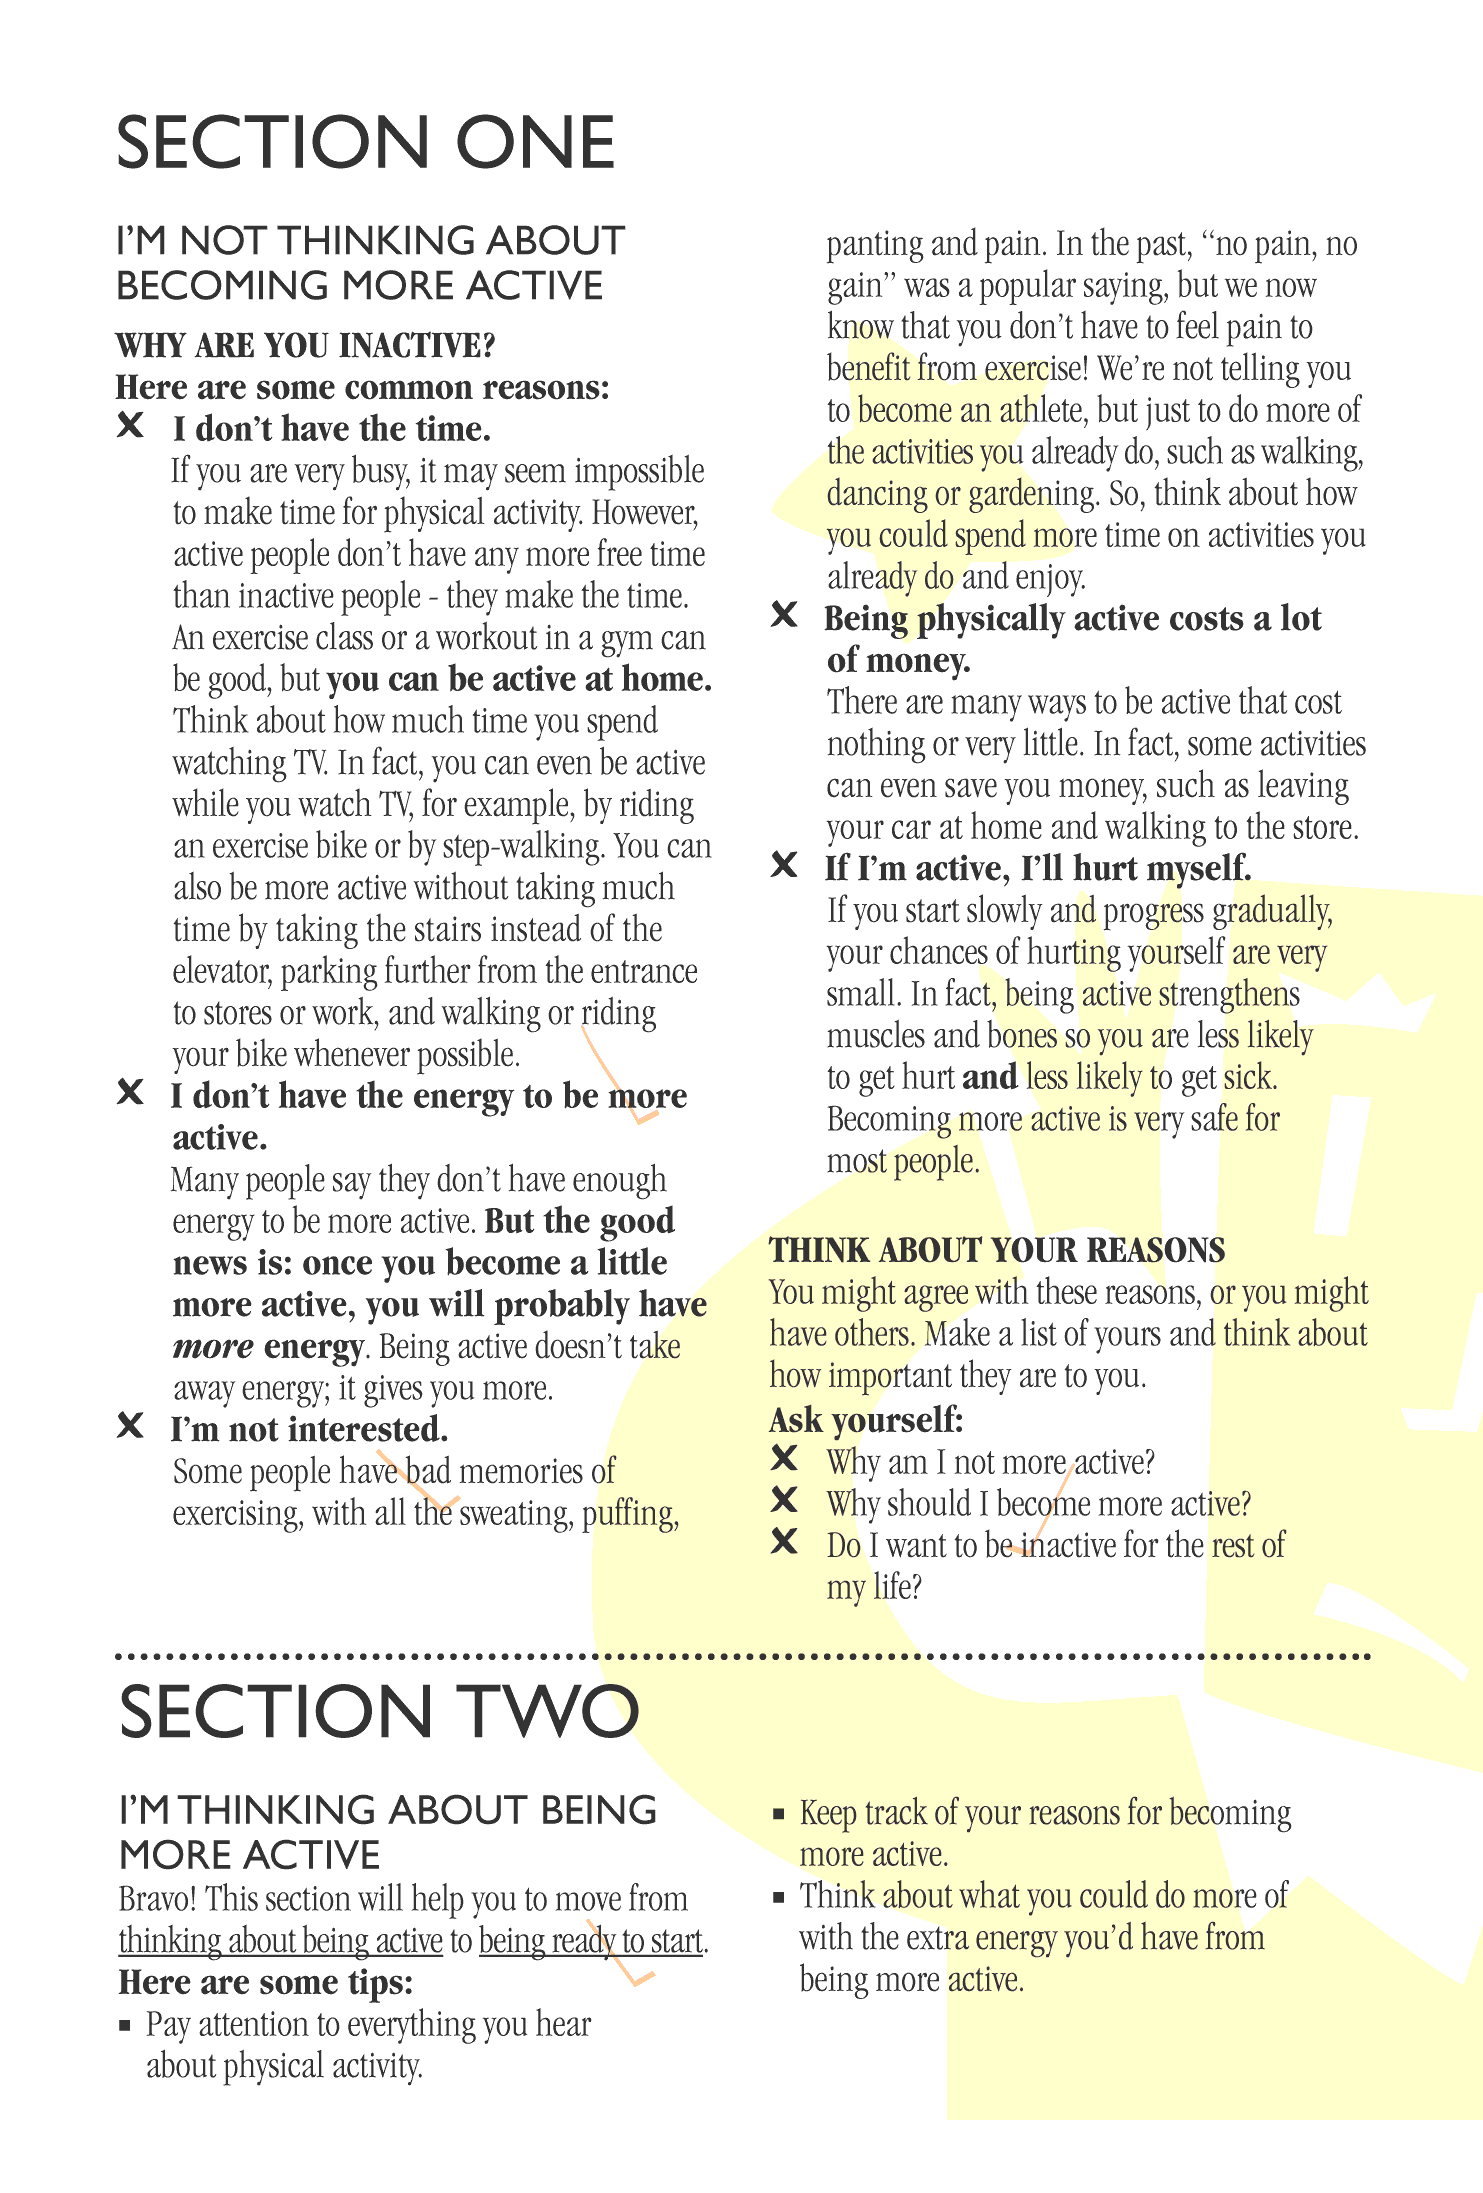 SECTION ONE
I’M NOT THINKING ABOUT
BECOMING MORE ACTIVE
WHY ARE YOU INACTIVE?
Here are some common reasons:
✘ I don’t have the time.
If you are very busy, it may seem impossible
to make time for physical activity. However,
active people don’t have any more free time
than inactive people - they make the time.
An exercise class or a workout in a gym can
be good, but you can be active at home.
Think about how much time you spend
watching TV. In fact, you can even be active
while you watch TV, for example, by riding
an exercise bike or by step-walking. You can
also be more active without taking much
time by taking the stairs instead of the
elevator, parking further from the entrance
to stores or work, and walking or riding
your bike whenever possible.
✘ I don’t have the energy to be more
active.
Many people say they don’t have enough
energy to be more active. But the good
news is: once you become a little
more active, you will probably have
more energy. Being active doesn’t take
away energy; it gives you more.
✘ I’m not interested.
Some people have bad memories of
exercising, with all the sweating, puffing,
panting and pain. In the past, “no pain, no
gain” was a popular saying, but we now
know that you don’t have to feel pain to
benefit from exercise! We’re not telling you
to become an athlete, but just to do more of
the activities you already do, such as walking,
dancing or gardening. So, think about how
you could spend more time on activities you
already do and enjoy.
✘ Being physically active costs a lot
of money.
There are many ways to be active that cost
nothing or very little. In fact, some activities
can even save you money, such as leaving
your car at home and walking to the store.
✘ If I’m active, I’ll hurt myself.
If you start slowly and progress gradually,
your chances of hurting yourself are very
small. In fact, being active strengthens
muscles and bones so you are less likely
to get hurt and less likely to get sick.
Becoming more active is very safe for
most people.
THINK ABOUT YOUR REASONS
You might agree with these reasons, or you might
have others. Make a list of yours and think about
how important they are to you.
Ask yourself:
✘ Why am I not more active?
✘ Why should I become more active?
✘ Do I want to be inactive for the rest of
my life?
SECTION TWO
I’M THINKING ABOUT BEING
MORE ACTIVE
Bravo! This section will help you to move from
thinking about being active to being ready to start.
Here are some tips:
▪ Pay attention to everything you hear
about physical activity.
▪ Keep track of your reasons for becoming
more active.
▪ Think about what you could do more of
with the extra energy you’d have from
being more active.